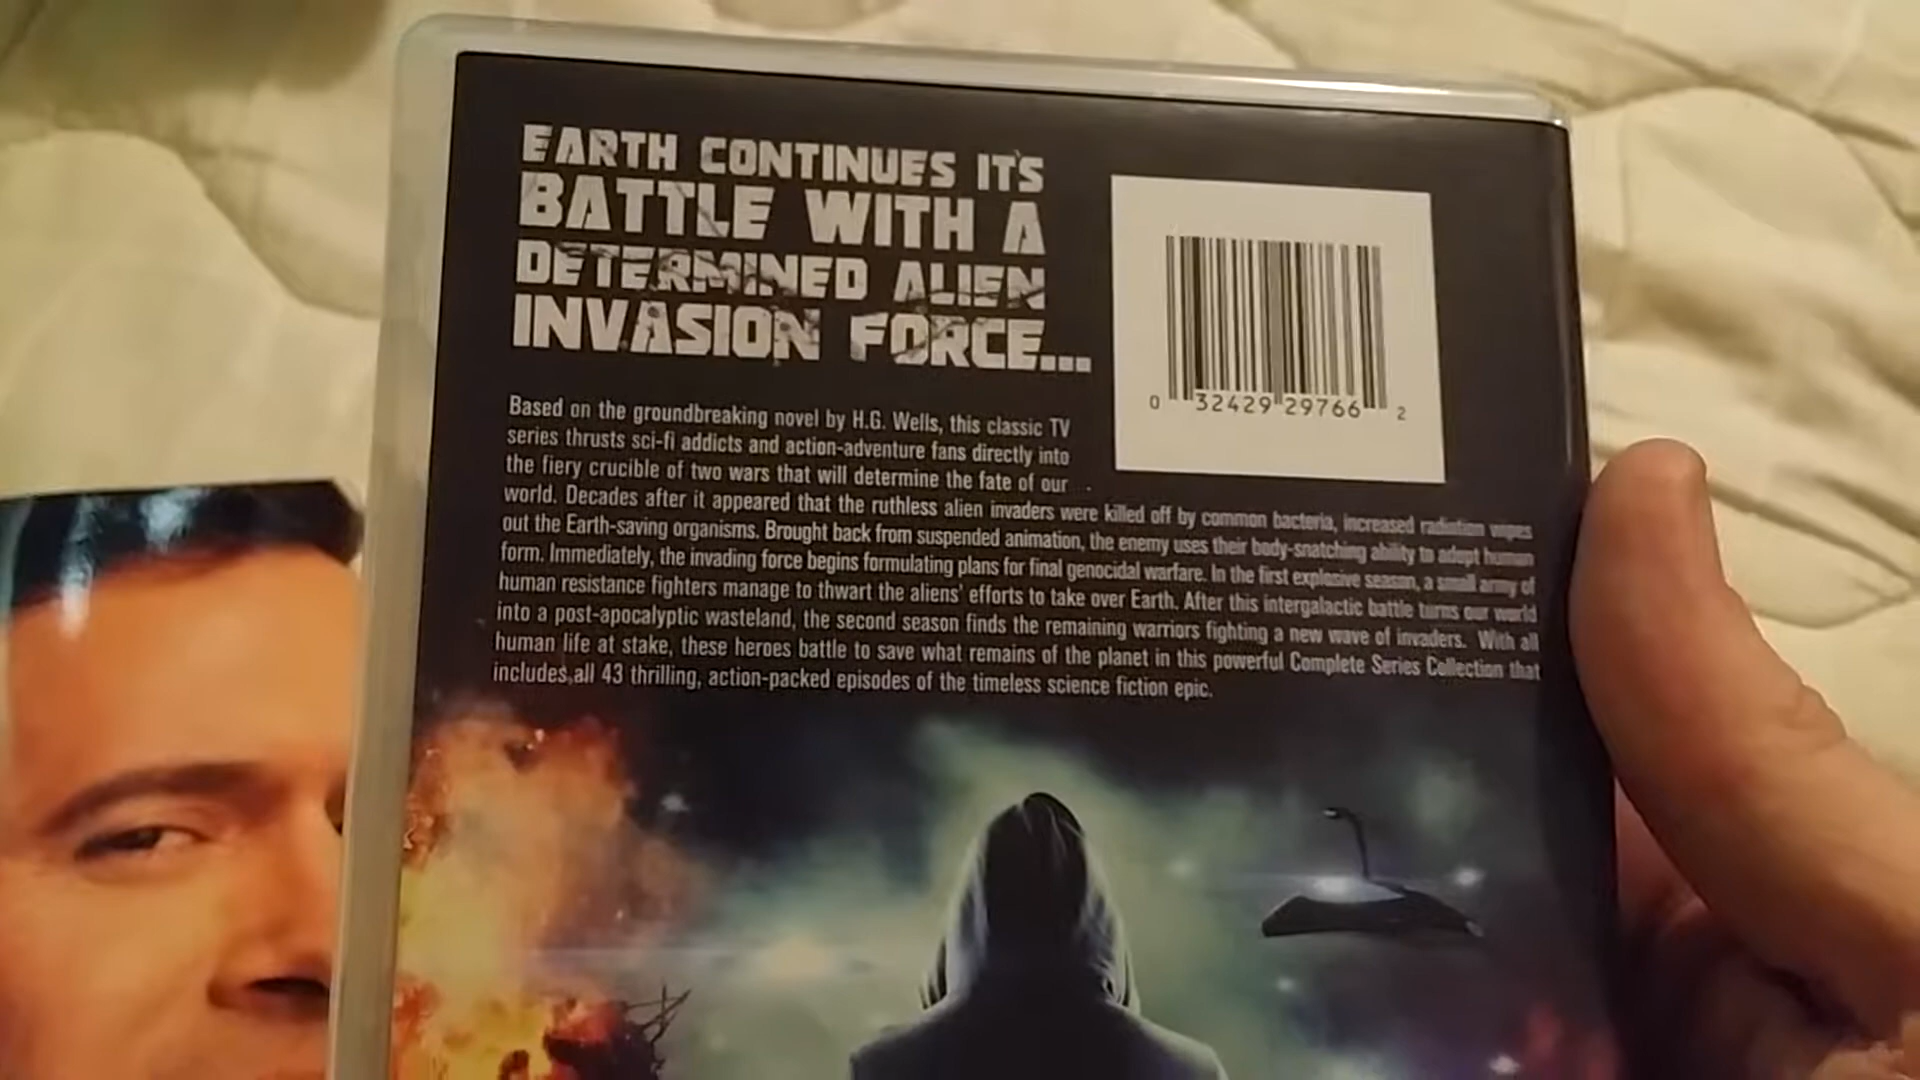 EARTH CONTINUES ITS
BATTLE WITH A
DETERMINED ALIEN
INVASION FORCE...
0 32429 29766 2
Based on the groundbreaking novel by H.G. Wells, this classic TV
series thrusts sci-fi addicts and action-adventure fans directly into
the fiery crucible of two wars that will determine the fate of our
world. Decades after it appeared that the ruthless alien invaders were killed off by common bacteria, increased radiation wipes
out the Earth-saving organisms. Brought back from suspended animation, the enemy uses their body-snatching ability to adopt human
form. Immediately, the invading force begins formulating plans for final genocidal warfare. In the first explosive season, a small army of
human resistance fighters manage to thwart the aliens' efforts to take over Earth. After this intergalactic battle turns our world
into a post-apocalyptic wasteland, the second season finds the remaining warriors fighting a new wave of invaders. With all
human life at stake, these heroes battle to save what remains of the planet in this powerful Complete Series Collection that
includes all 43 thrilling, action-packed episodes of the timeless science fiction epic.